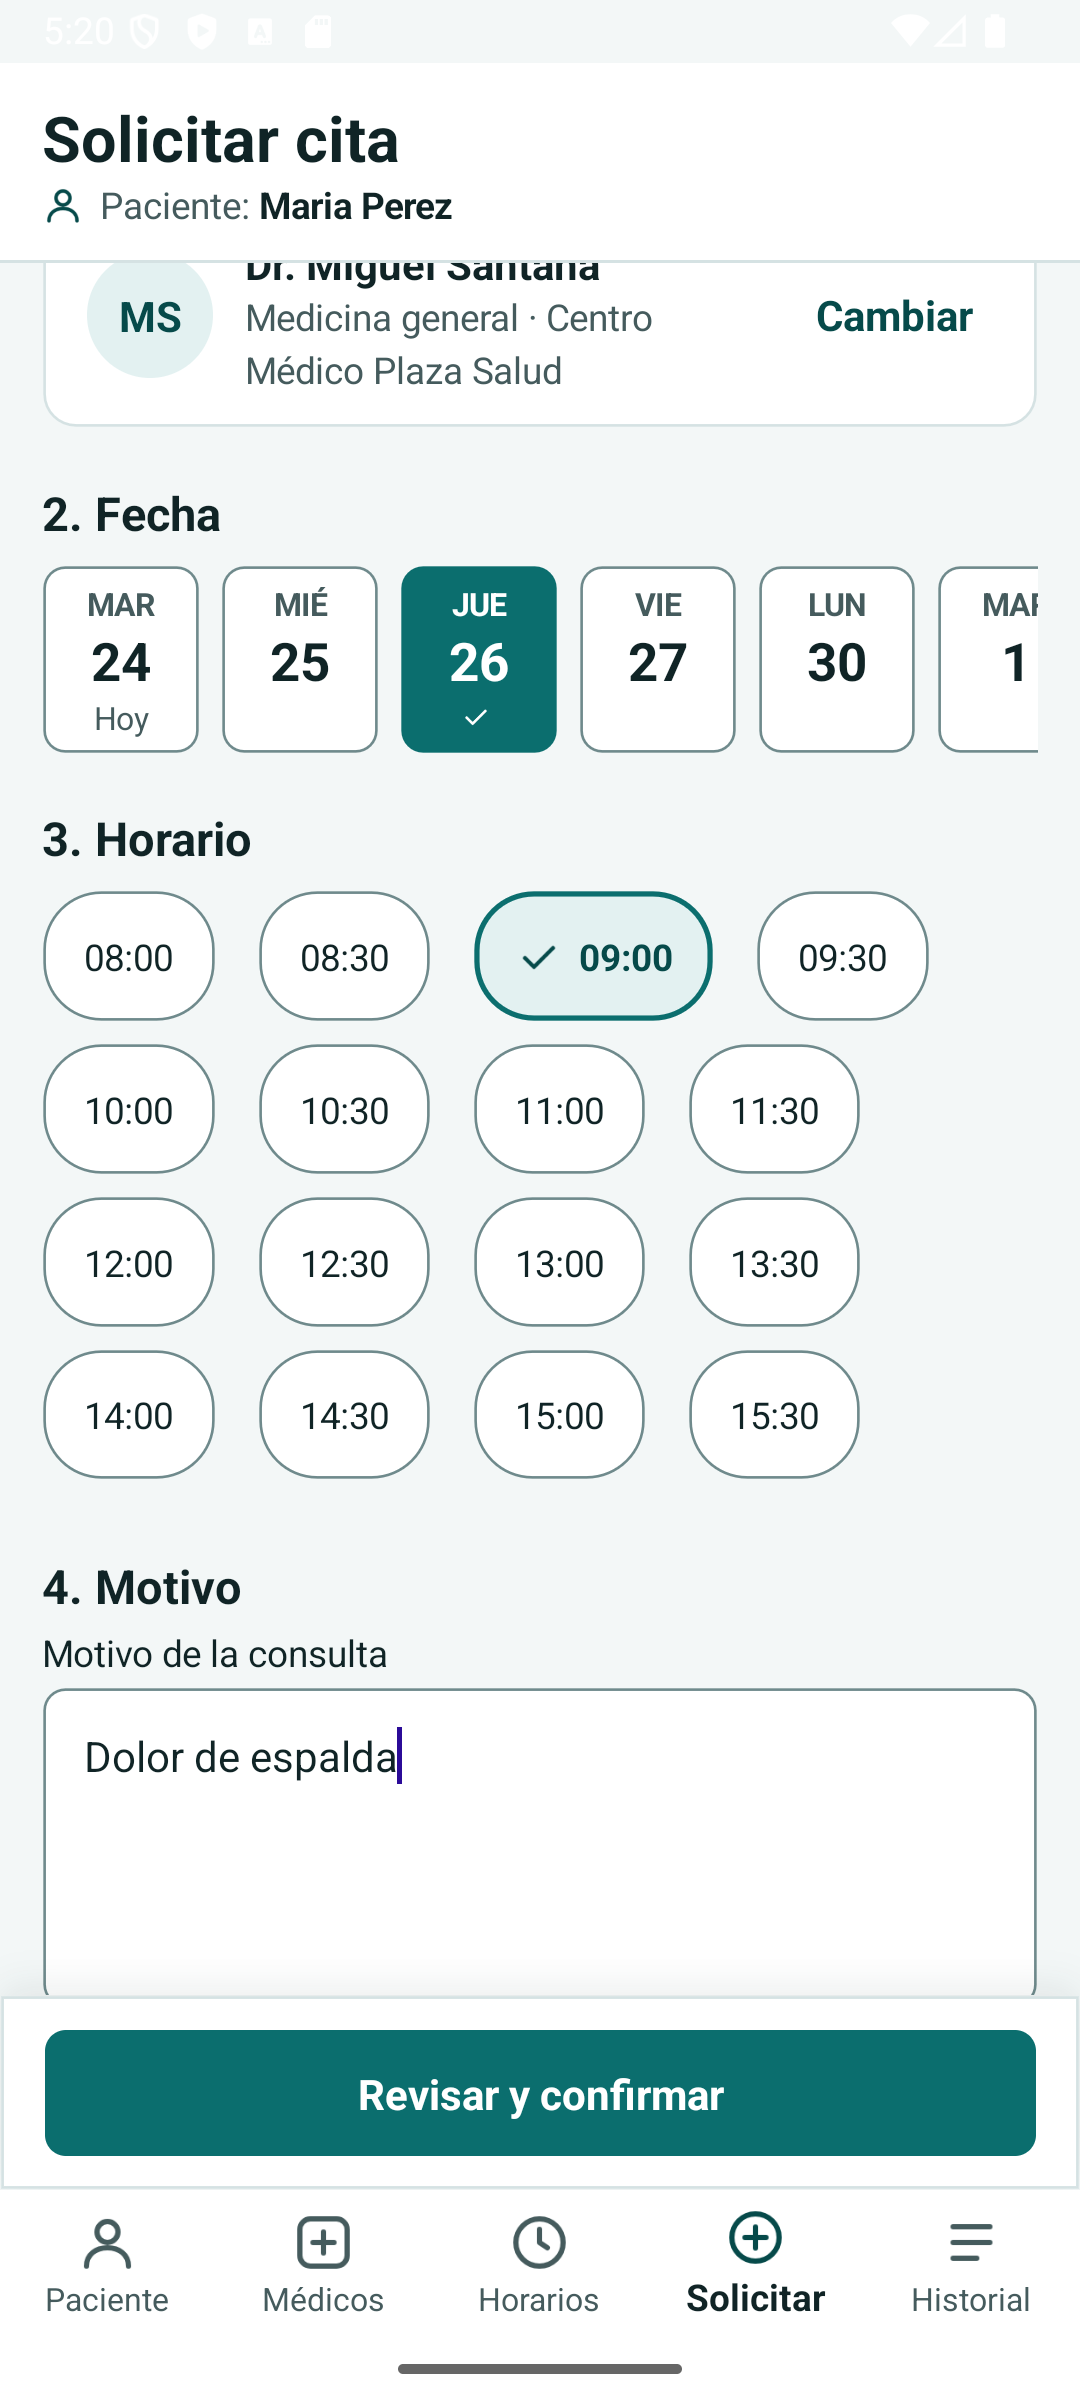 5:20
Solicitar cita
Paciente: Maria Perez
Dr. Miguel Santana
MS
Medicina general · Centro
Médico Plaza Salud
Cambiar
2. Fecha
MAR MIÉ JUE VIE LUN MAR
24 25 26 27 30 1
Hoy
3. Horario
08:00 08:30 09:00 09:30
10:00 10:30 11:00 11:30
12:00 12:30 13:00 13:30
14:00 14:30 15:00 15:30
4. Motivo
Motivo de la consulta
Dolor de espalda
Revisar y confirmar
Paciente Médicos Horarios Solicitar Historial